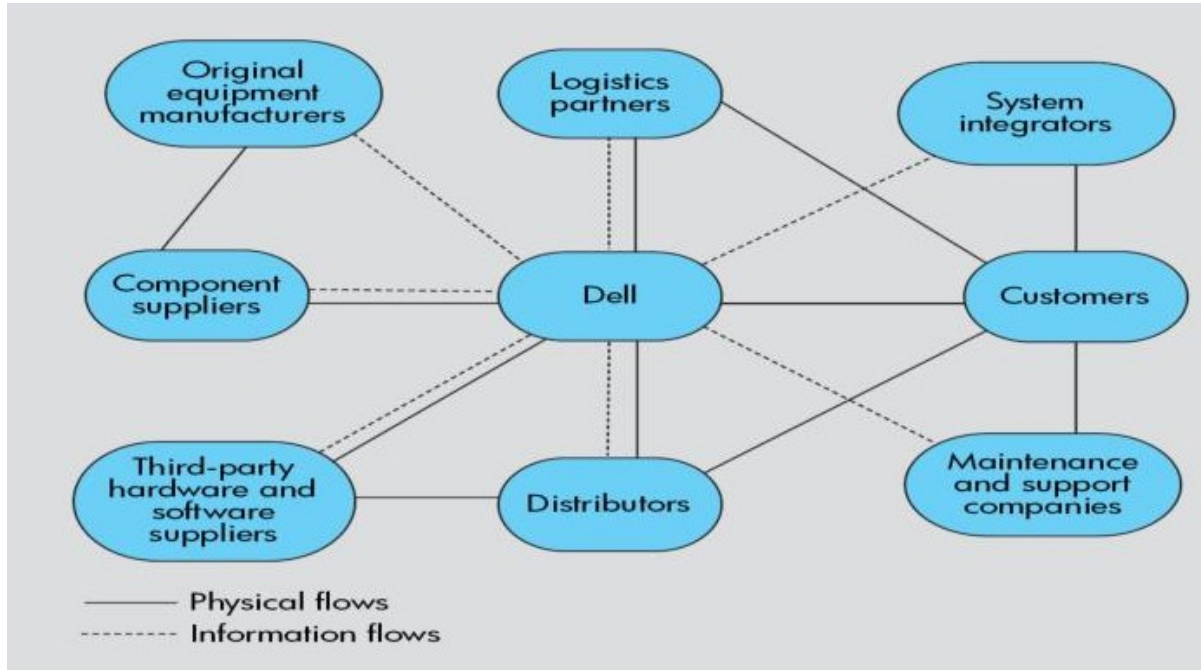 Original
equipment
manufacturers
Logistics
partners
System
integrators
Component
suppliers
Dell
Customers
Third-party
hardware and
software
suppliers
Distributors
Maintenance
and support
companies
Physical flows
Information flows